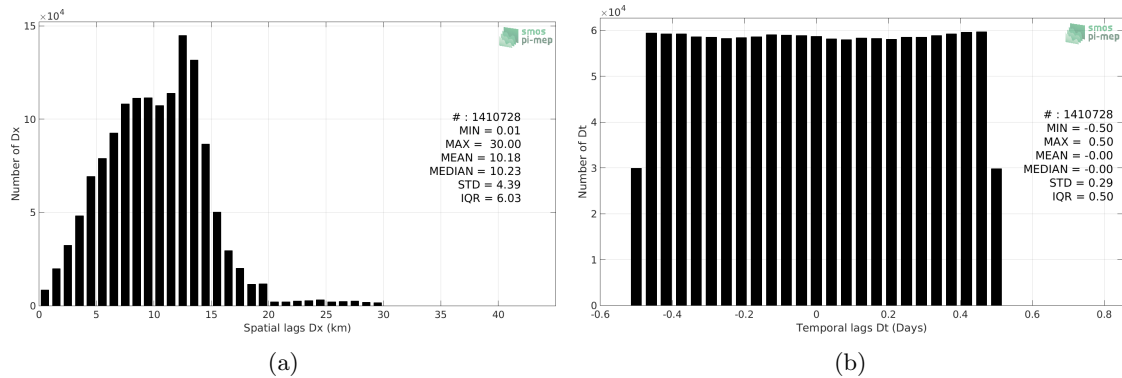 ×10⁴
15
10
5
0
0 5 10 15 20 25 30 35 40
Number of Dx
Spatial lags Dx (km)
smos
pi-mep
# : 1410728
MIN = 0.01
MAX = 30.00
MEAN = 10.18
MEDIAN = 10.23
STD = 4.39
IQR = 6.03
(a)
×10⁴
6
5
4
3
2
1
0
-0.6 -0.4 -0.2 0 0.2 0.4 0.6 0.8
Number of Dt
Temporal lags Dt (Days)
smos
pi-mep
# : 1410728
MIN = -0.50
MAX = 0.50
MEAN = -0.00
MEDIAN = -0.00
STD = 0.29
IQR = 0.50
(b)